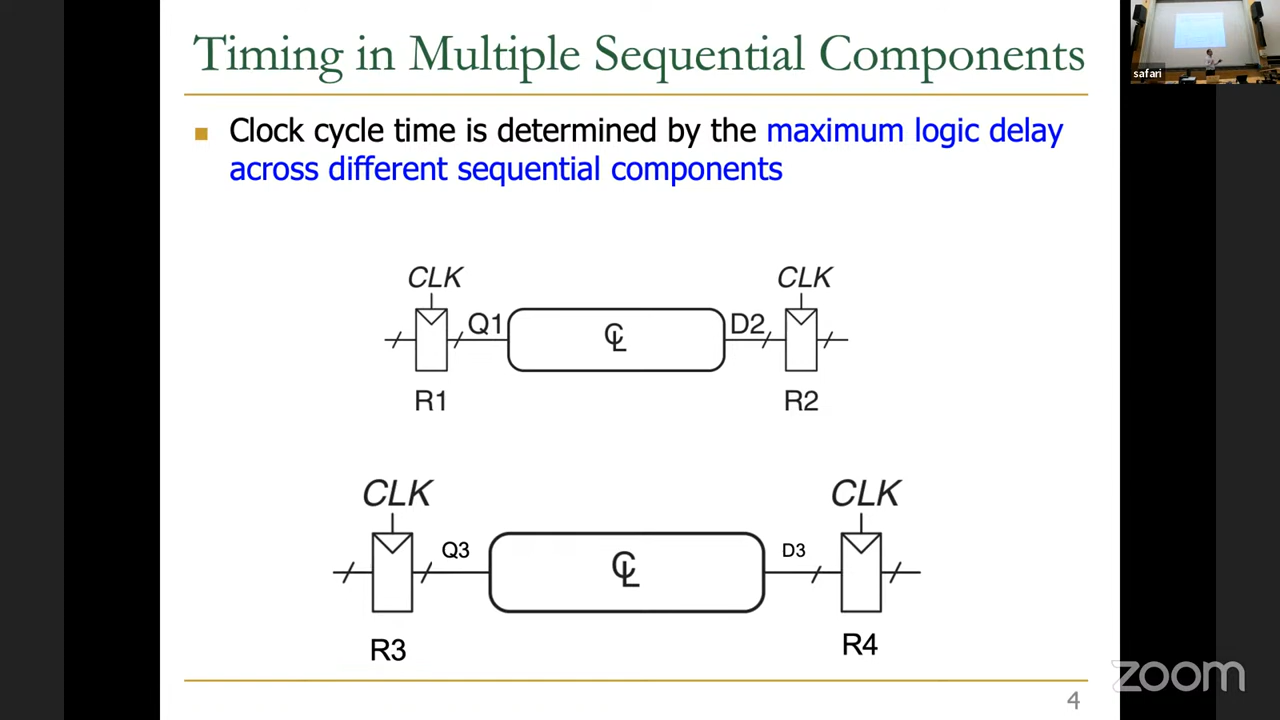 Timing in Multiple Sequential Components
safari
Clock cycle time is determined by the maximum logic delay
across different sequential components
CLK
CLK
Q1
CL
D2
R1
R2
CLK
CLK
Q3
CL
D3
R3
R4
zoom
4